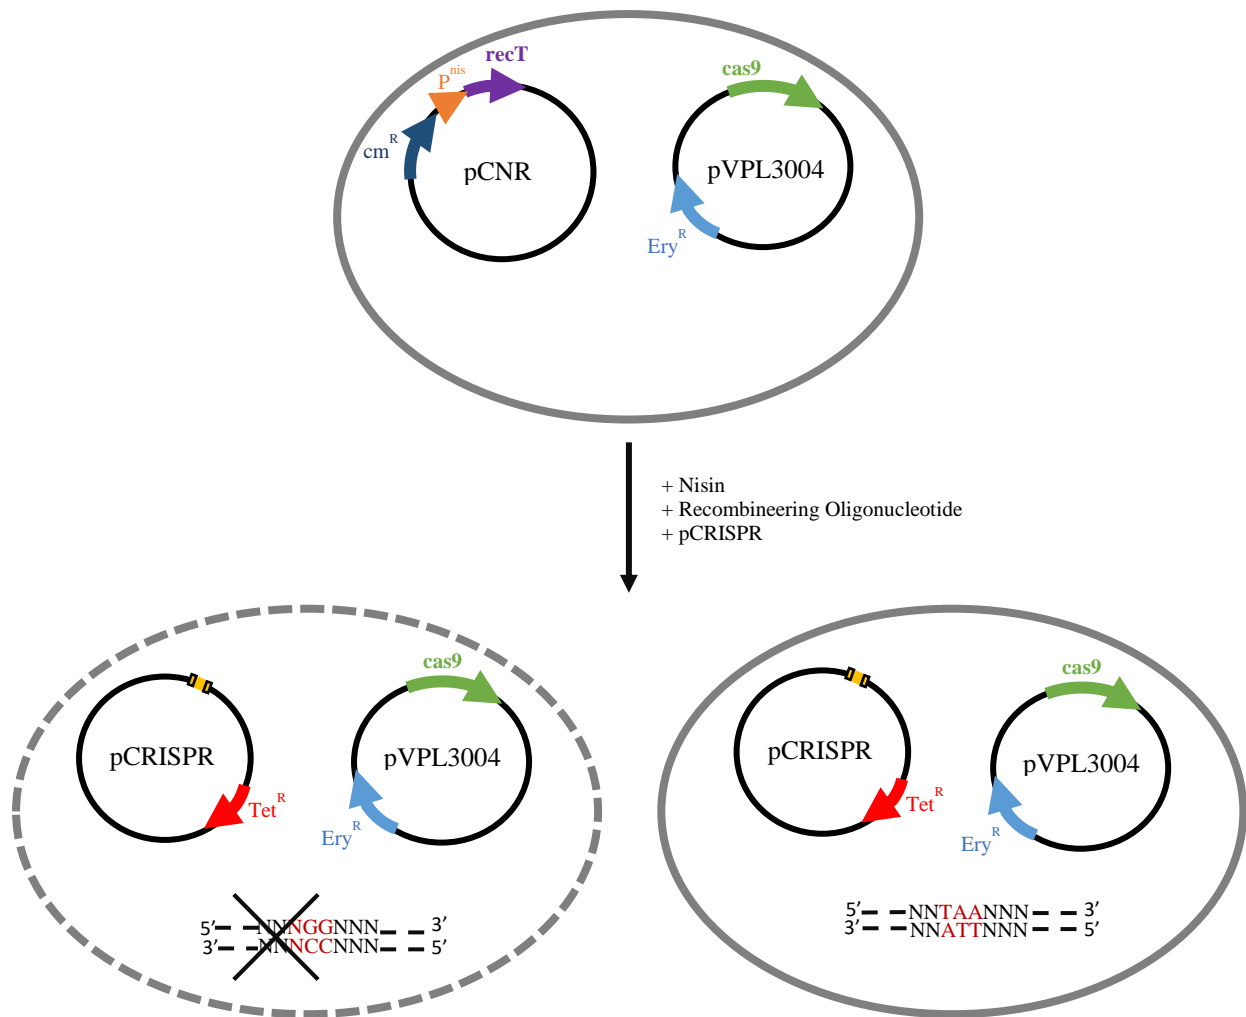 recT
P nis
cm R
pCNR
cas9
pVPL3004
Ery R
+ Nisin
+ Recombineering Oligonucleotide
+ pCRISPR
pCRISPR
Tet R
cas9
pVPL3004
Ery R
5’ NNNGGNNN 3’
3’ NNNCCNNN 5’
pCRISPR
Tet R
cas9
pVPL3004
Ery R
5’ NNTAANNN 3’
3’ NNATTNNN 5’